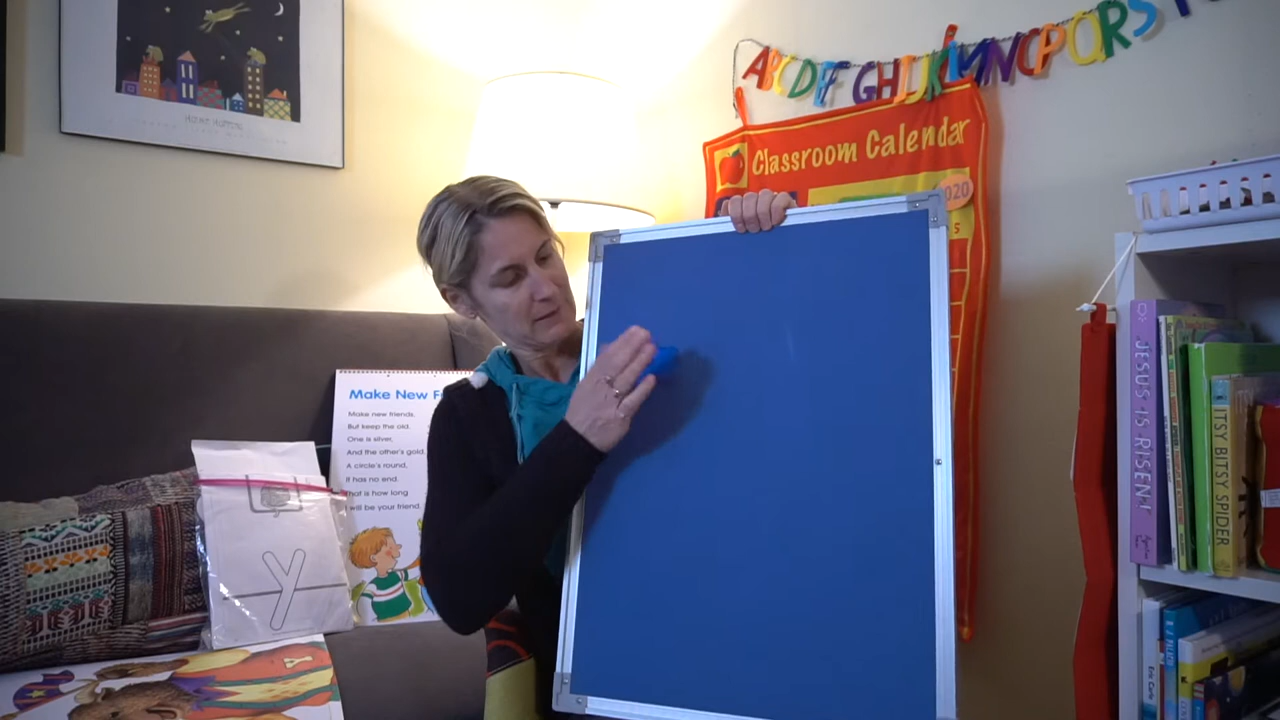 ABCDEFGHIJKLMNOPQRS
Classroom Calendar
2020
Make New
Make new friends,
But keep the old.
One is silver,
And the other's gold.
A circle's round,
It has no end.
That is how long
I will be your friend.
y
JESUS IS RISEN!
ITSY BITSY SPIDER
Eric Carle